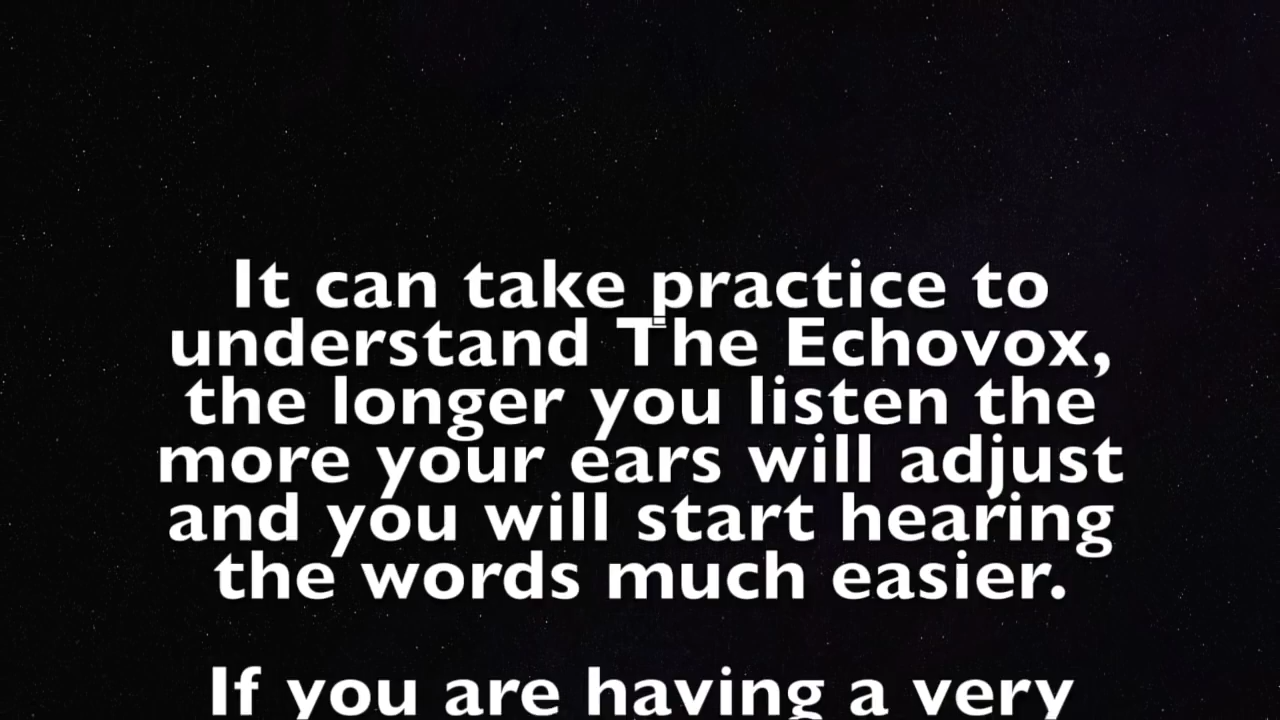 It can take practice to
understand The Echovox,
the longer you listen the
more your ears will adjust
and you will start hearing
the words much easier.
If you are having a very